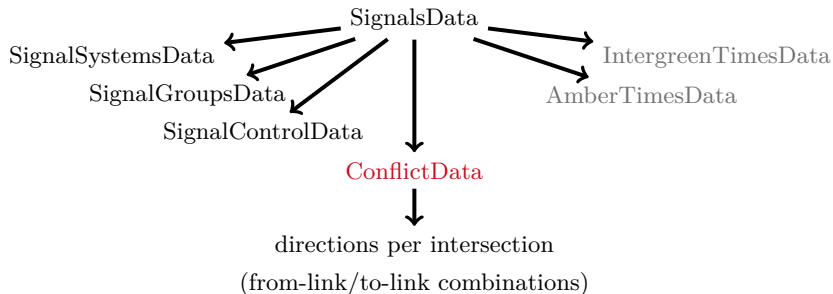 SignalsData
SignalSystemsData
IntergreenTimesData
SignalGroupsData
AmberTimesData
SignalControlData
ConflictData
directions per intersection
(from-link/to-link combinations)